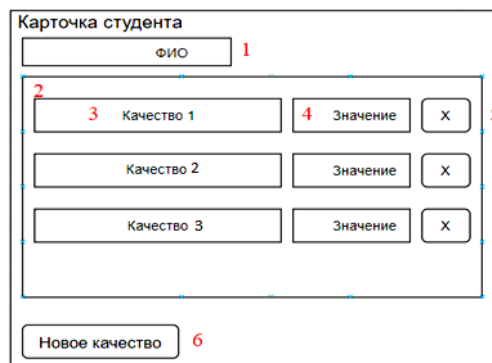 Карточка студента
ФИО 1
2
3 Качество 1 4 Значение X
Качество 2 Значение X
Качество 3 Значение X
Новое качество 6